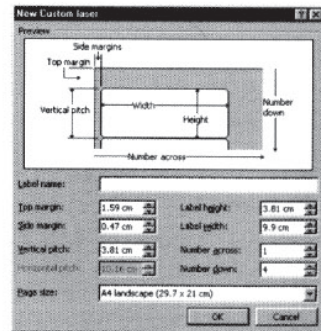 New Custom laser
Preview
Side margins
Top margin
Vertical pitch
Width
Height
Number down
Number across
Label name:
Top margin: 1.59 cm Label height: 3.81 cm
Side margin: 0.47 cm Label width: 9.9 cm
Vertical pitch: 3.81 cm Number across: 1
Horizontal pitch: 10.16 cm Number down: 4
Page size: A4 landscape (29.7 x 21 cm)
OK Cancel